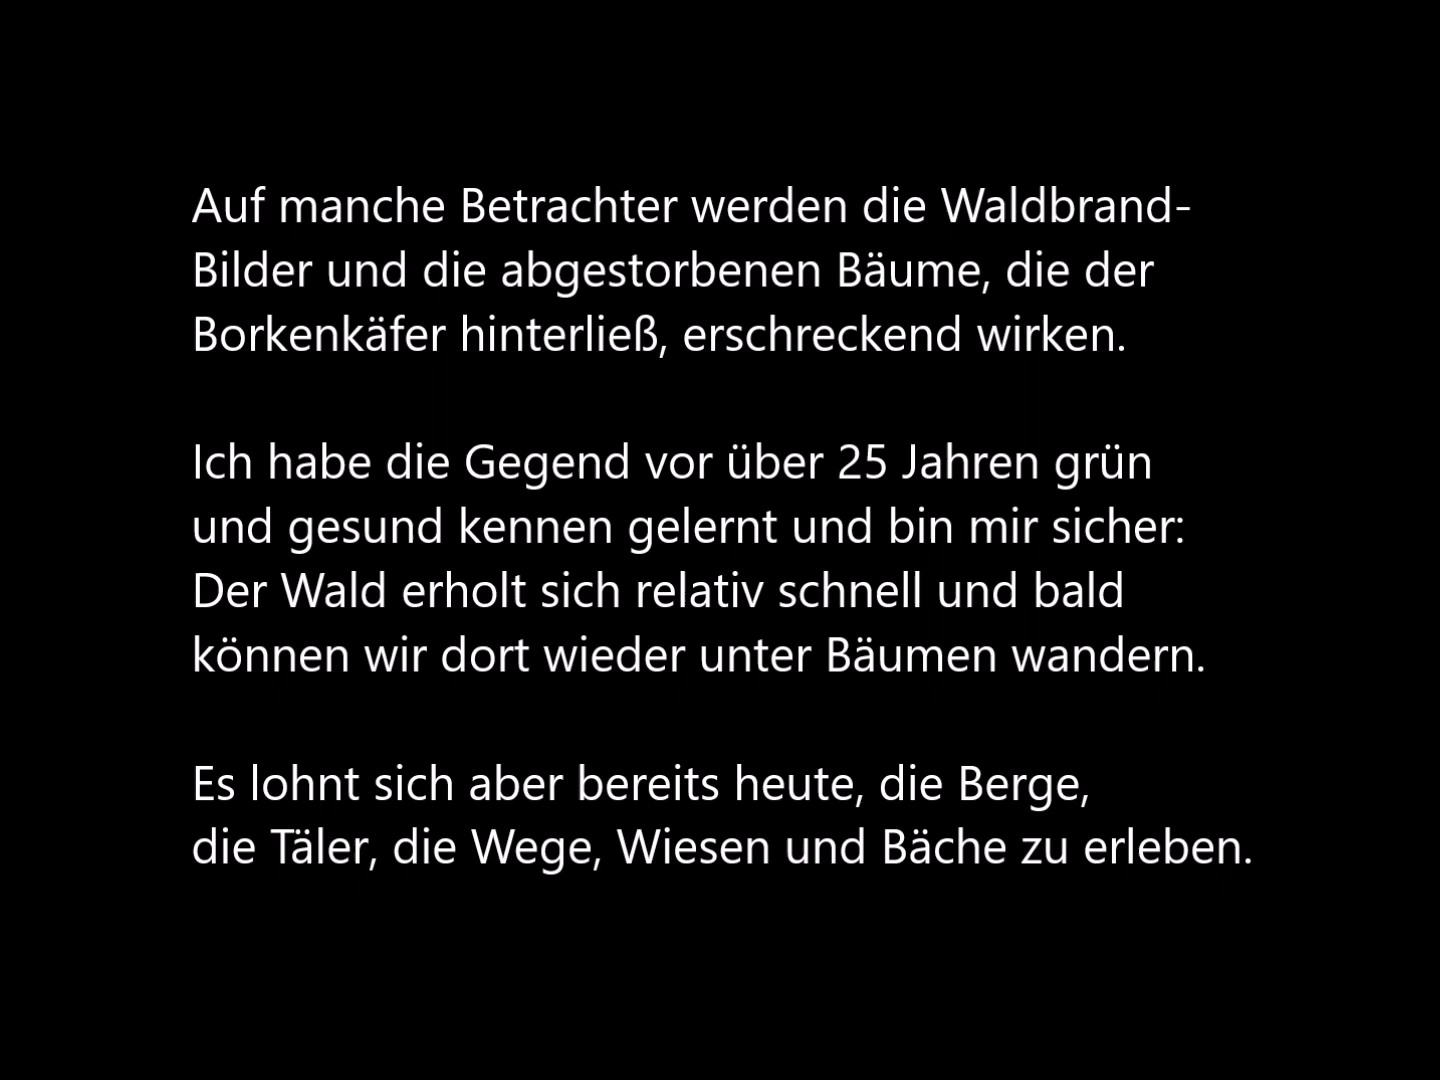 Auf manche Betrachter werden die Waldbrand-
Bilder und die abgestorbenen Bäume, die der
Borkenkäfer hinterließ, erschreckend wirken.
Ich habe die Gegend vor über 25 Jahren grün
und gesund kennen gelernt und bin mir sicher:
Der Wald erholt sich relativ schnell und bald
können wir dort wieder unter Bäumen wandern.
Es lohnt sich aber bereits heute, die Berge,
die Täler, die Wege, Wiesen und Bäche zu erleben.